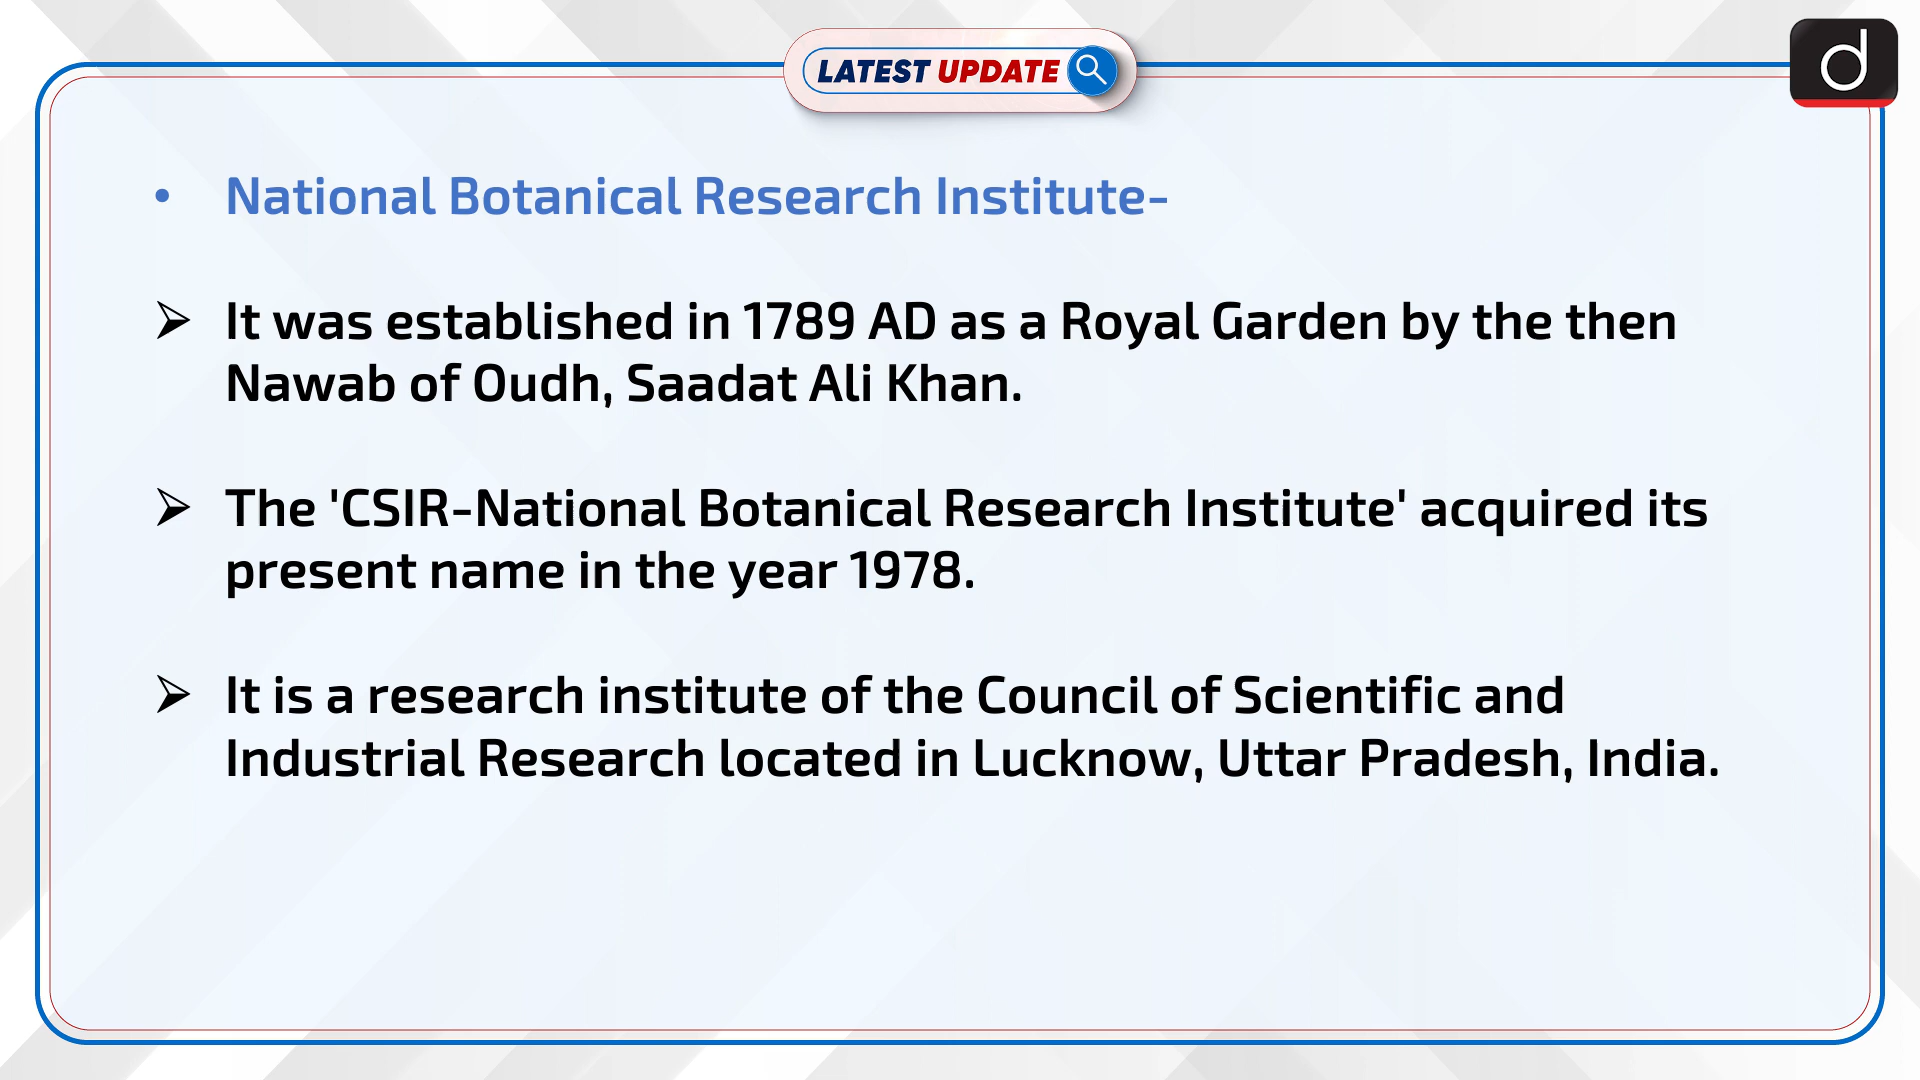 LATEST UPDATE
d
• National Botanical Research Institute-
➢ It was established in 1789 AD as a Royal Garden by the then
Nawab of Oudh, Saadat Ali Khan.
➢ The 'CSIR-National Botanical Research Institute' acquired its
present name in the year 1978.
➢ It is a research institute of the Council of Scientific and
Industrial Research located in Lucknow, Uttar Pradesh, India.